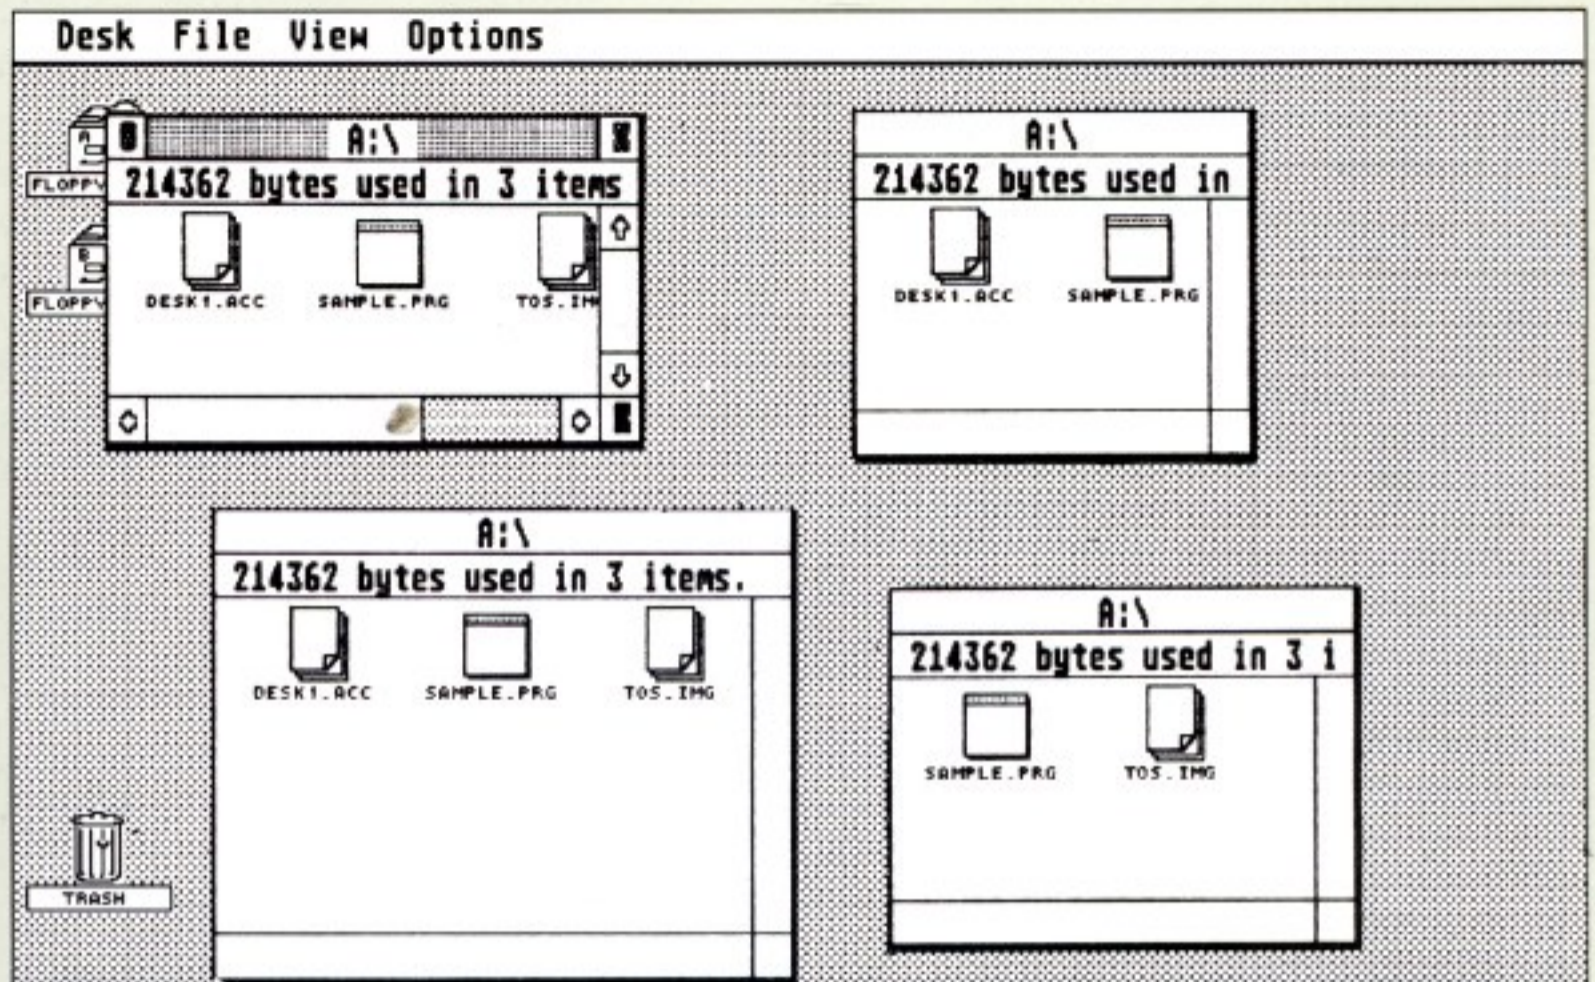 Desk File View Options
A:\
214362 bytes used in 3 items
DESK1.ACC SAMPLE.PRG TOS.IM
FLOPPY
A
FLOPPY
B
A:\
214362 bytes used in
DESK1.ACC SAMPLE.PRG
A:\
214362 bytes used in 3 items.
DESK1.ACC SAMPLE.PRG TOS.IMG
A:\
214362 bytes used in 3 i
SAMPLE.PRG TOS.IMG
TRASH